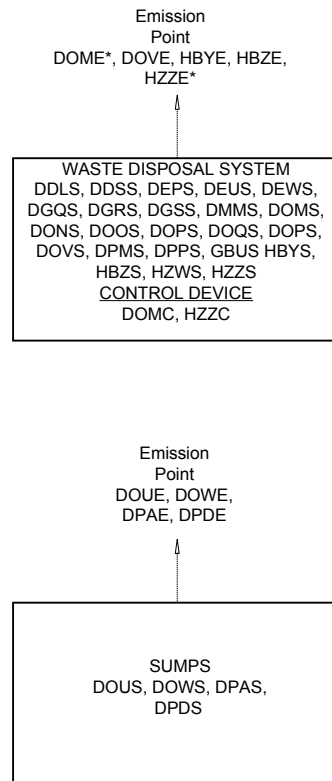 Emission
Point
DOME*, DOVE, HBYE, HBZE,
HZZE*
WASTE DISPOSAL SYSTEM
DDLS, DDSS, DEPS, DEUS, DEWS,
DGQS, DGRS, DGSS, DMMS, DOMS,
DONS, DOOS, DOPS, DOQS, DOPS,
DOVS, DPMS, DPPS, GBUS HBYS,
HBZS, HZWS, HZZS
CONTROL DEVICE
DOMC, HZZC
Emission
Point
DOUE, DOWE,
DPAE, DPDE
SUMPS
DOUS, DOWS, DPAS,
DPDS